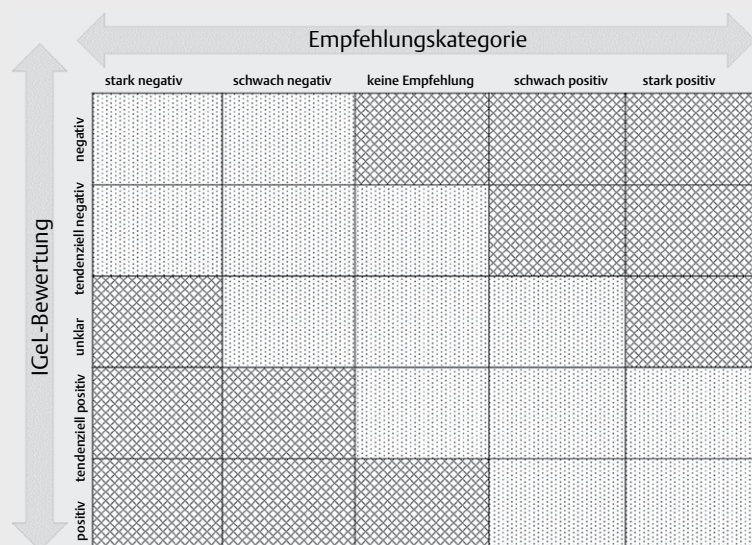 Empfehlungskategorie
stark negativ schwach negativ keine Empfehlung schwach positiv stark positiv
IGeL-Bewertung
negativ
tendenziell negativ
unklar
tendenziell positiv
positiv